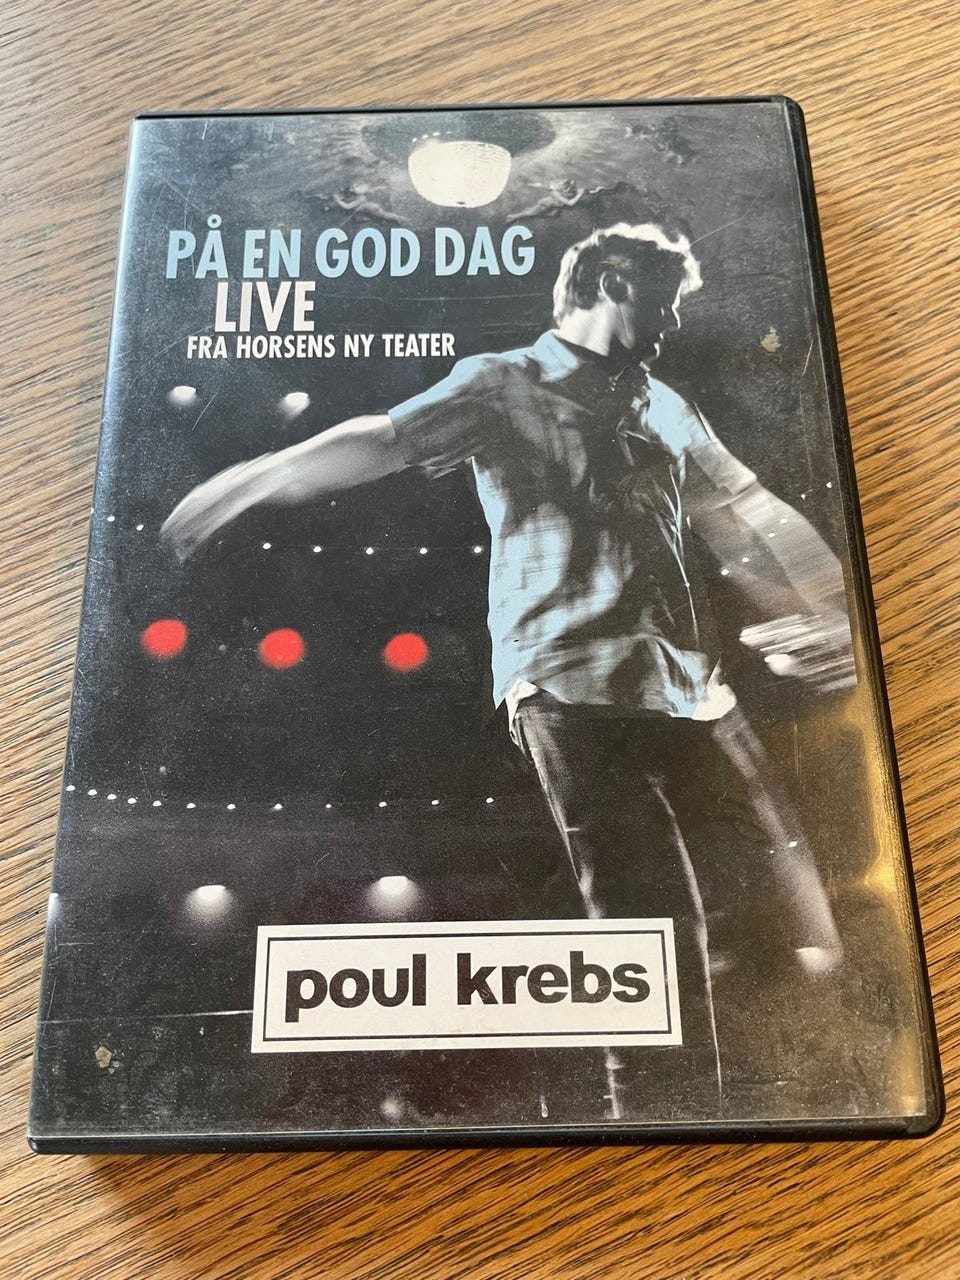 PÅ EN GOD DAG
LIVE
FRA HORSENS NY TEATER
poul krebs